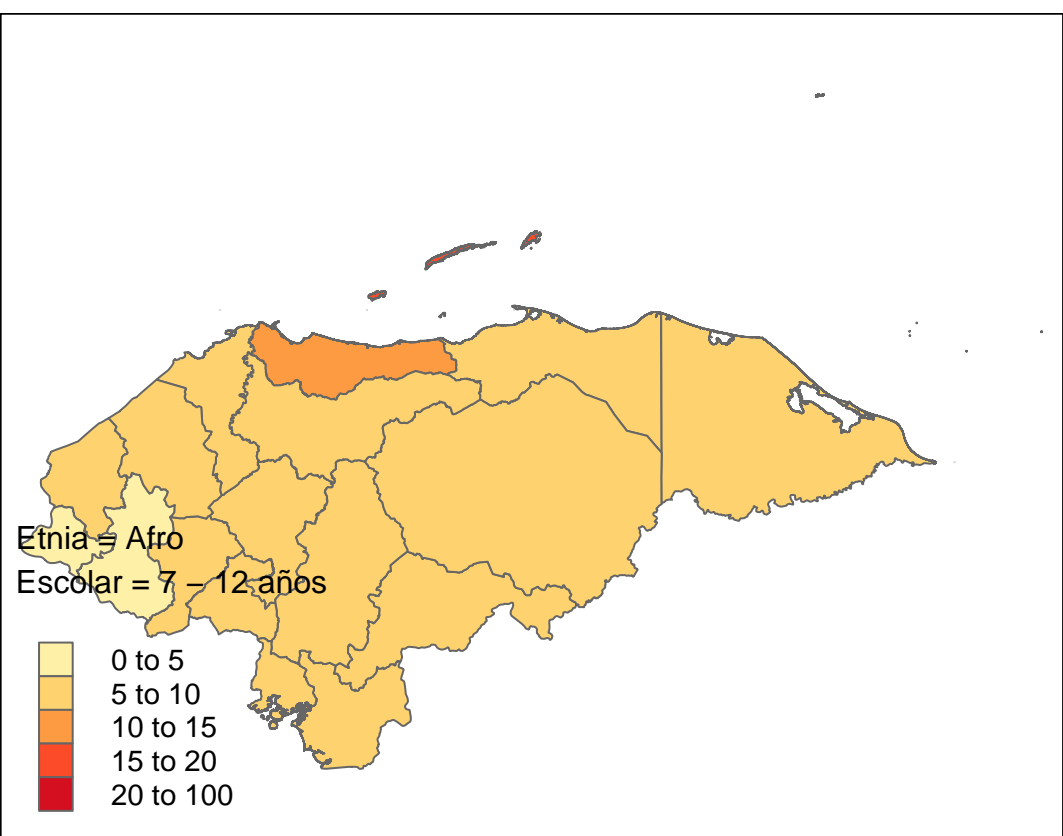 Etnia = Afro
Escolar = 7 – 12 años
0 to 5
5 to 10
10 to 15
15 to 20
20 to 100